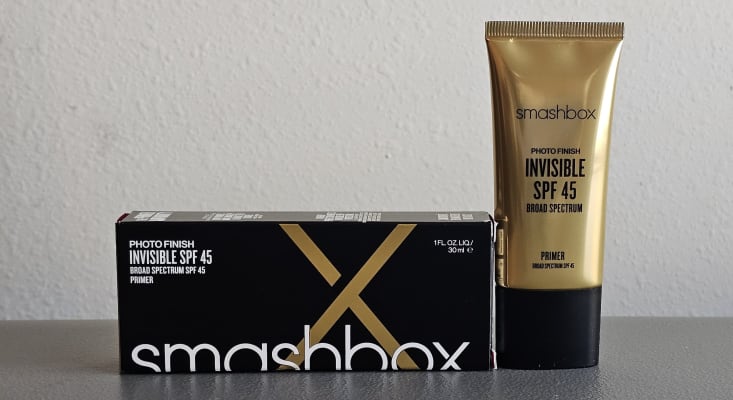 PHOTO FINISH
INVISIBLE SPF 45
BROAD SPECTRUM SPF 45
PRIMER
1 FL. OZ. LIQ./
30 ml ℮
smashbox
smashbox
PHOTO FINISH
INVISIBLE
SPF 45
BROAD SPECTRUM
PRIMER
BROAD SPECTRUM SPF 45